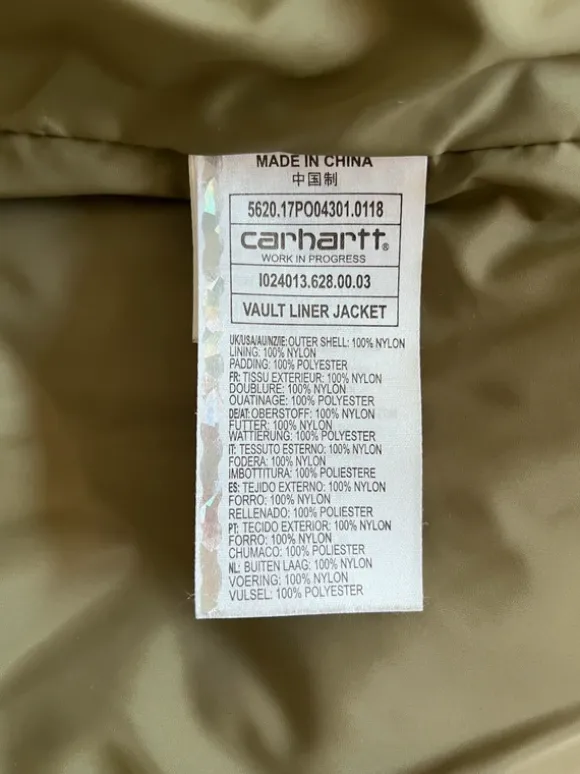 MADE IN CHINA
中国制
5620.17PO04301.0118
carhartt®
WORK IN PROGRESS
I024013.628.00.03
VAULT LINER JACKET
UK/USA/AU/NZ/IE: OUTER SHELL: 100% NYLON
LINING: 100% NYLON
PADDING: 100% POLYESTER
FR: TISSU EXTERIEUR: 100% NYLON
DOUBLURE: 100% NYLON
OUATINAGE: 100% POLYESTER
DE/AT: OBERSTOFF: 100% NYLON
FUTTER: 100% NYLON
WATTIERUNG: 100% POLYESTER
IT: TESSUTO ESTERNO: 100% NYLON
FODERA: 100% NYLON
IMBOTTITURA: 100% POLIESTERE
ES: TEJIDO EXTERNO: 100% NYLON
FORRO: 100% NYLON
RELLENADO: 100% POLYESTER
PT: TECIDO EXTERIOR: 100% NYLON
FORRO: 100% NYLON
CHUMACO: 100% POLIESTER
NL: BUITEN LAAG: 100% NYLON
VOERING: 100% NYLON
VULSEL: 100% POLYESTER